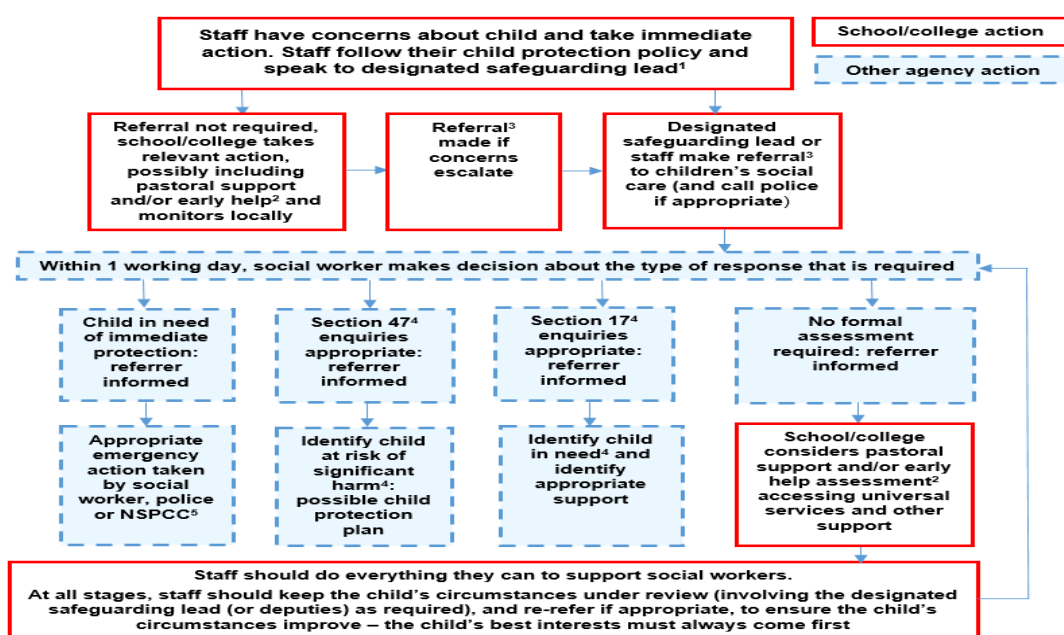 Staff have concerns about child and take immediate
action. Staff follow their child protection policy and
speak to designated safeguarding lead¹
School/college action
Other agency action
Referral not required,
school/college takes
relevant action,
possibly including
pastoral support
and/or early help² and
monitors locally
Referral³
made if
concerns
escalate
Designated
safeguarding lead or
staff make referral³
to children's social
care (and call police
if appropriate)
Within 1 working day, social worker makes decision about the type of response that is required
Child in need
of immediate
protection:
referrer
informed
Section 47⁴
enquiries
appropriate:
referrer
informed
Section 17⁴
enquiries
appropriate:
referrer
informed
No formal
assessment
required: referrer
informed
Appropriate
emergency
action taken
by social
worker, police
or NSPCC⁵
Identify child
at risk of
significant
harm⁴:
possible child
protection
plan
Identify child
in need⁴ and
identify
appropriate
support
School/college
considers pastoral
support and/or early
help assessment²
accessing universal
services and other
support
Staff should do everything they can to support social workers.
At all stages, staff should keep the child's circumstances under review (involving the designated
safeguarding lead (or deputies) as required), and re-refer if appropriate, to ensure the child's
circumstances improve – the child's best interests must always come first